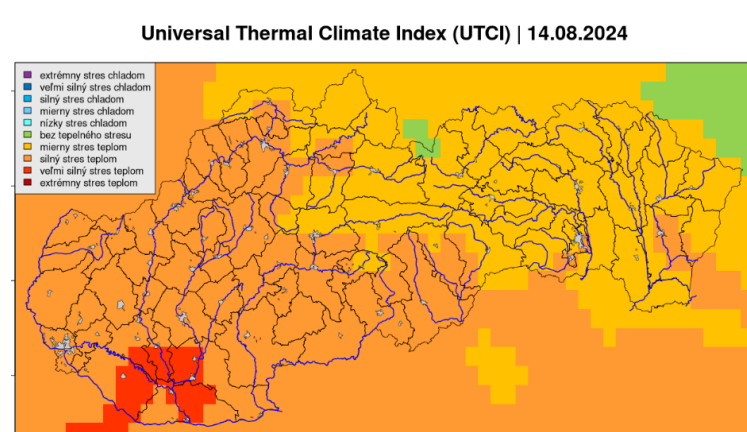 Universal Thermal Climate Index (UTCI) | 14.08.2024
extrémny stres chladom
veľmi silný stres chladom
silný stres chladom
mierny stres chladom
nízky stres chladom
bez tepelného stresu
mierny stres teplom
silný stres teplom
veľmi silný stres teplom
extrémny stres teplom